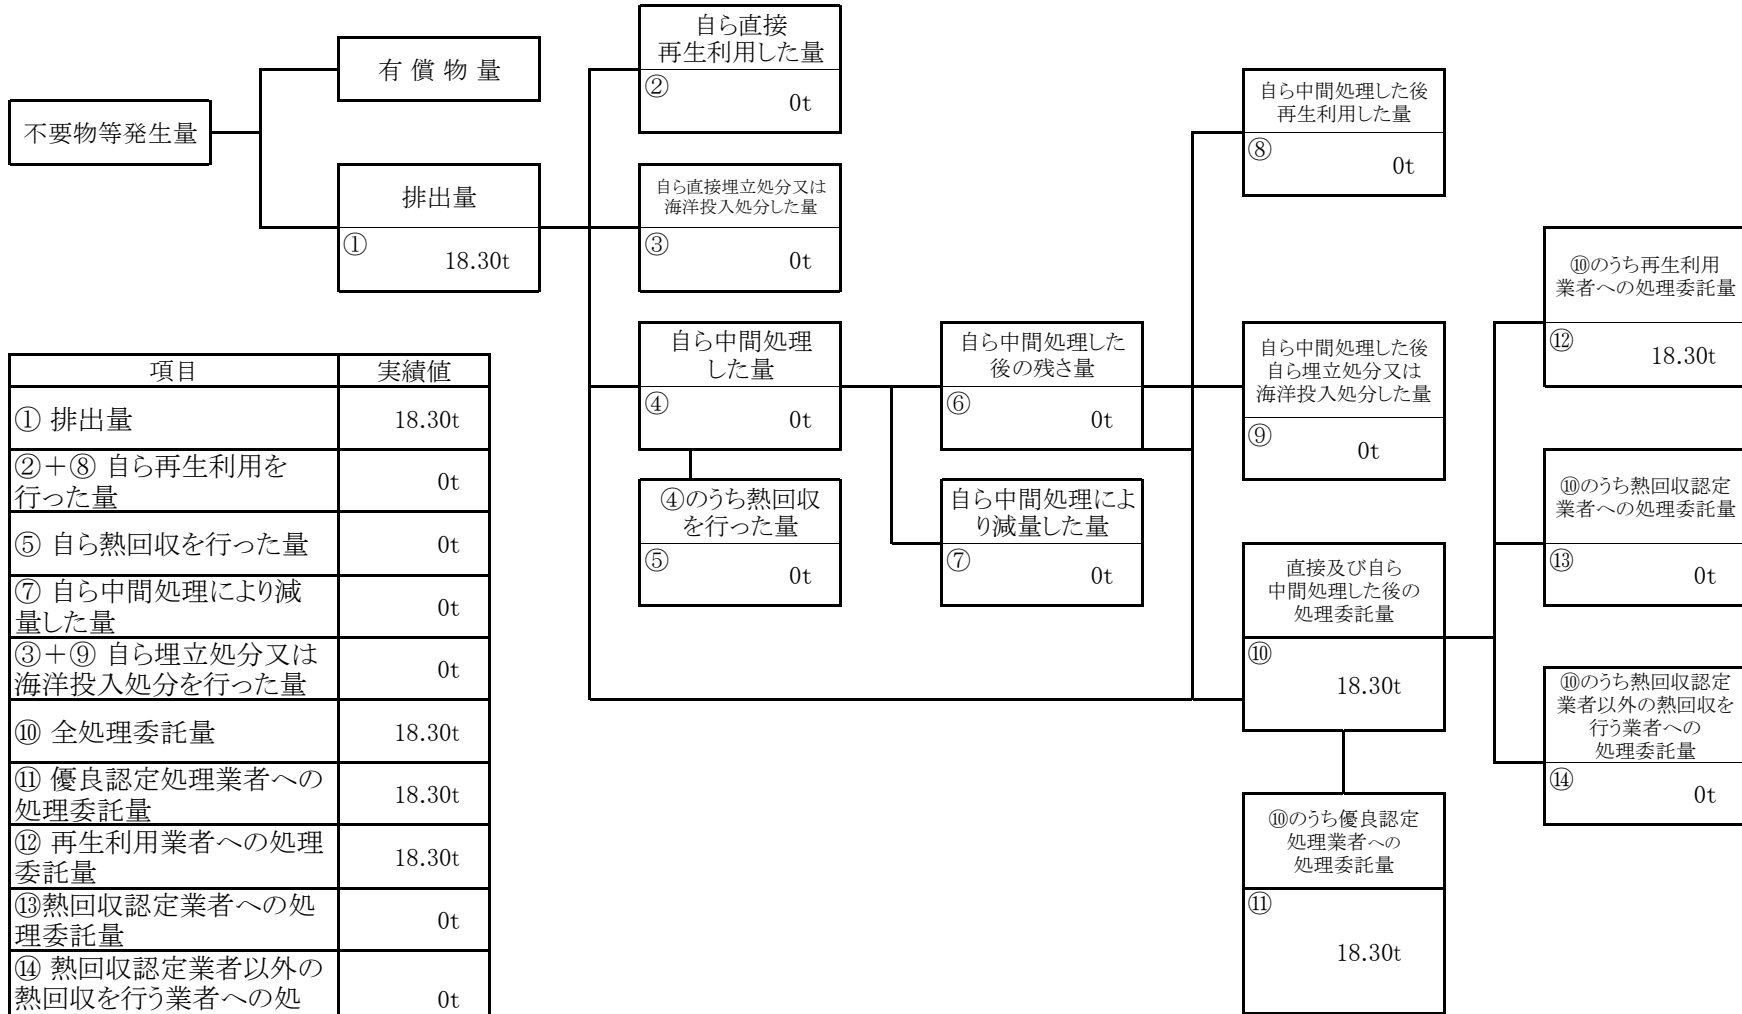 不要物等発生量
有 償 物 量
排出量
①
18.30t
自ら直接
再生利用した量
②
0t
自ら直接埋立処分又は
海洋投入処分した量
③
0t
自ら中間処理
した量
④
0t
④のうち熱回収
を行った量
⑤
0t
自ら中間処理した
後の残さ量
⑥
0t
自ら中間処理によ
り減量した量
⑦
0t
自ら中間処理した後
再生利用した量
⑧
0t
自ら中間処理した後
自ら埋立処分又は
海洋投入処分した量
⑨
0t
直接及び自ら
中間処理した後の
処理委託量
⑩
18.30t
⑩のうち優良認定
処理業者への
処理委託量
⑪
18.30t
⑩のうち再生利用
業者への処理委託量
⑫
18.30t
⑩のうち熱回収認定
業者への処理委託量
⑬
0t
⑩のうち熱回収認定
業者以外の熱回収を
行う業者への
処理委託量
⑭
0t
項目 実績値
① 排出量 18.30t
②+⑧ 自ら再生利用を
行った量 0t
⑤ 自ら熱回収を行った量 0t
⑦ 自ら中間処理により減
量した量 0t
③+⑨ 自ら埋立処分又は
海洋投入処分を行った量 0t
⑩ 全処理委託量 18.30t
⑪ 優良認定処理業者への
処理委託量 18.30t
⑫ 再生利用業者への処理
委託量 18.30t
⑬熱回収認定業者への処
理委託量 0t
⑭ 熱回収認定業者以外の
熱回収を行う業者への処 0t